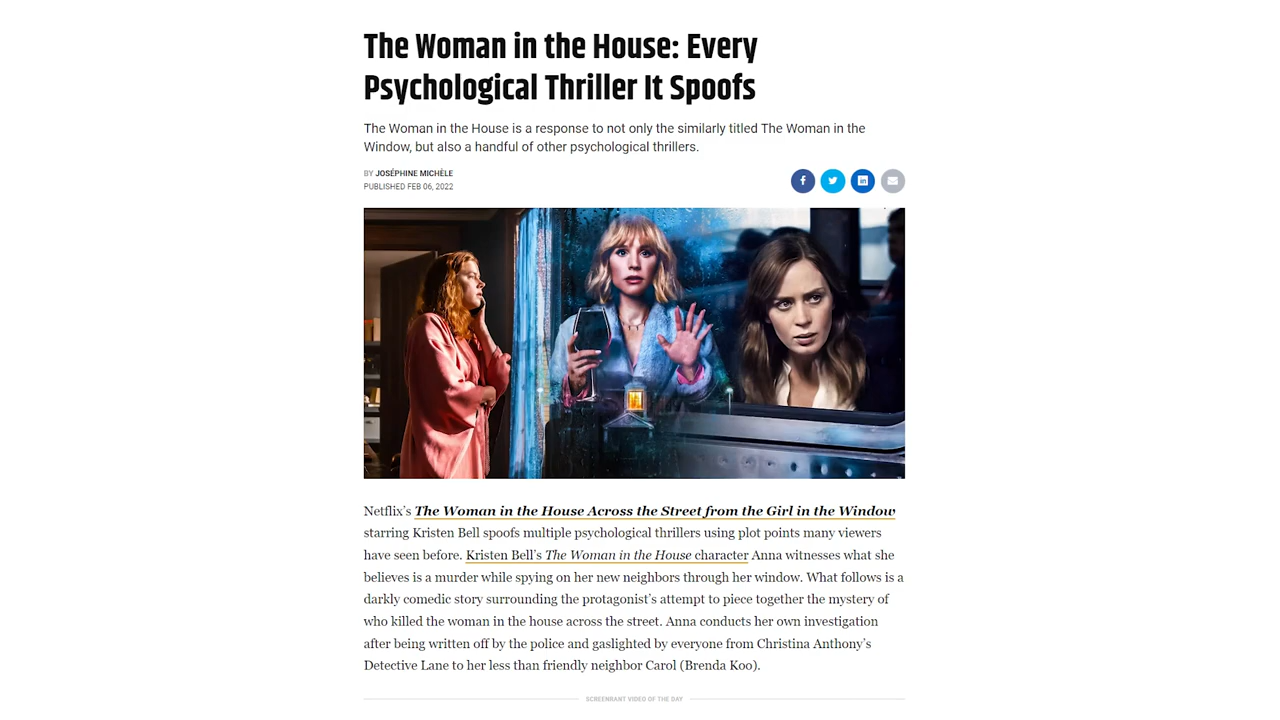 The Woman in the House: Every
Psychological Thriller It Spoofs
The Woman in the House is a response to not only the similarly titled The Woman in the
Window, but also a handful of other psychological thrillers.
BY JOSÉPHINE MICHÈLE
PUBLISHED FEB 06, 2022
Netflix's The Woman in the House Across the Street from the Girl in the Window
starring Kristen Bell spoofs multiple psychological thrillers using plot points many viewers
have seen before. Kristen Bell's The Woman in the House character Anna witnesses what she
believes is a murder while spying on her new neighbors through her window. What follows is a
darkly comedic story surrounding the protagonist's attempt to piece together the mystery of
who killed the woman in the house across the street. Anna conducts her own investigation
after being written off by the police and gaslighted by everyone from Christina Anthony's
Detective Lane to her less than friendly neighbor Carol (Brenda Koo).
SCREENRANT VIDEO OF THE DAY